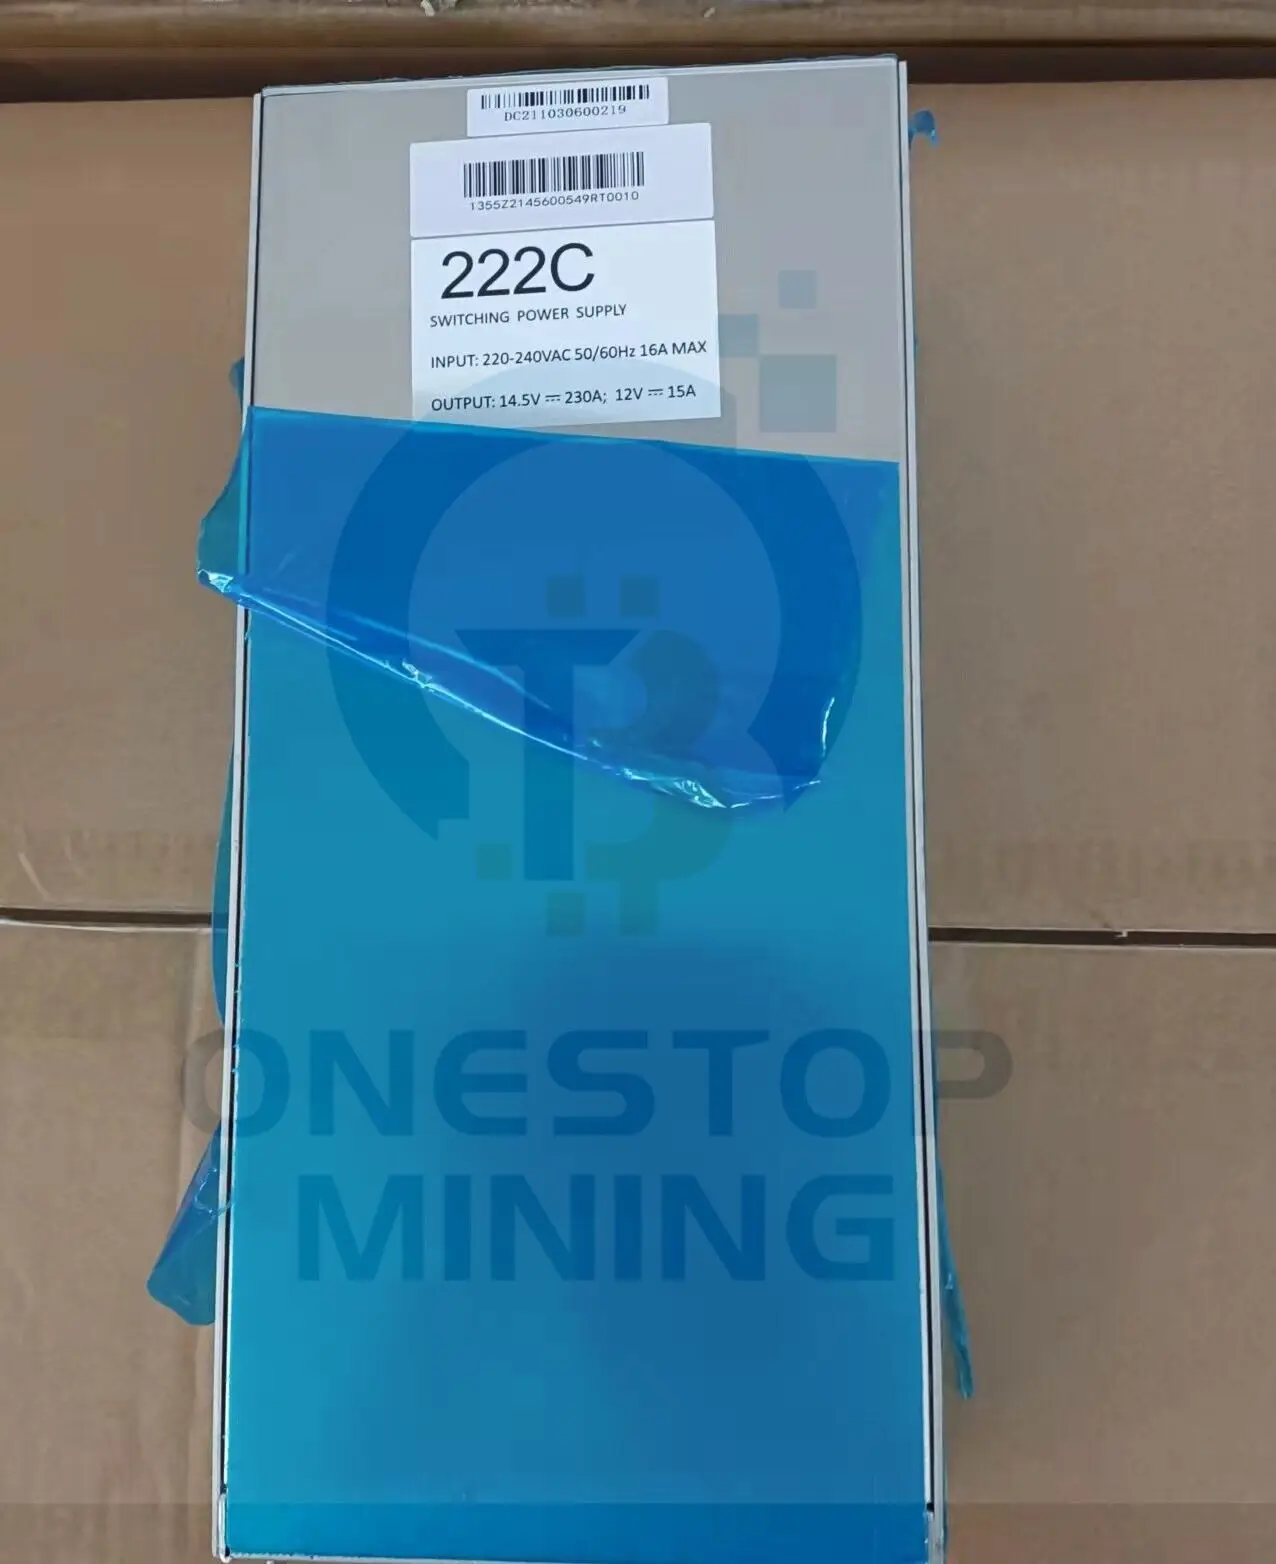 DC211030600219
1355Z2145600549RT0010
222C
SWITCHING POWER SUPPLY
INPUT: 220-240VAC 50/60Hz 16A MAX
OUTPUT: 14.5V ⎓ 230A; 12V ⎓ 15A
ONESTOP
MINING